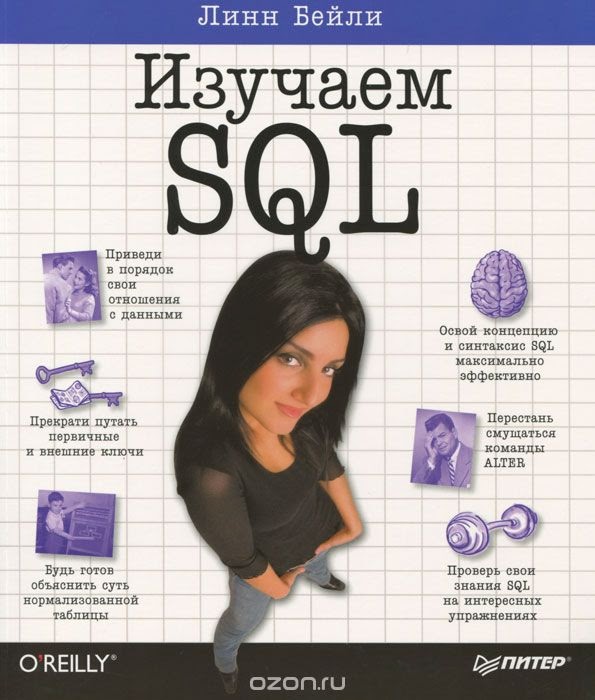 Линн Бейли
Изучаем
SQL
Приведи
в порядок
свои
отношения
с данными
Прекрати путать
первичные
и внешние ключи
Будь готов
объяснить суть
нормализованной
таблицы
Освой концепцию
и синтаксис SQL
максимально
эффективно
Перестань
смущаться
команды
ALTER
Проверь свои
знания SQL
на интересных
упражнениях
O'REILLY®
ПИТЕР®
ozon.ru